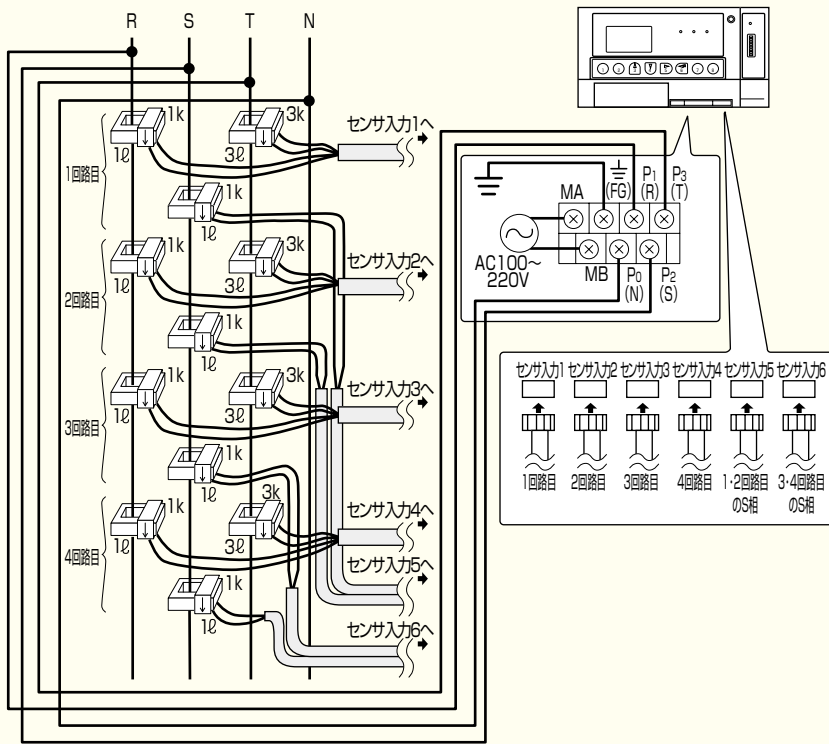 R S T N
1k 3k
センサ入力1へ
1ℓ 3ℓ
1回路目
1k
1ℓ
1k 3k
センサ入力2へ
1ℓ 3ℓ
2回路目
1k
1ℓ
1k 3k
センサ入力3へ
1ℓ 3ℓ
3回路目
1k
1ℓ
1k 3k
センサ入力4へ
1ℓ 3ℓ
4回路目
センサ入力5へ
1k
1ℓ
センサ入力6へ
MA (FG) P1 (R) P3 (T)
AC100～
220V
MB P0 (N) P2 (S)
センサ入力1 センサ入力2 センサ入力3 センサ入力4 センサ入力5 センサ入力6
1回路目 2回路目 3回路目 4回路目 1・2回路目 3・4回路目
のS相 のS相